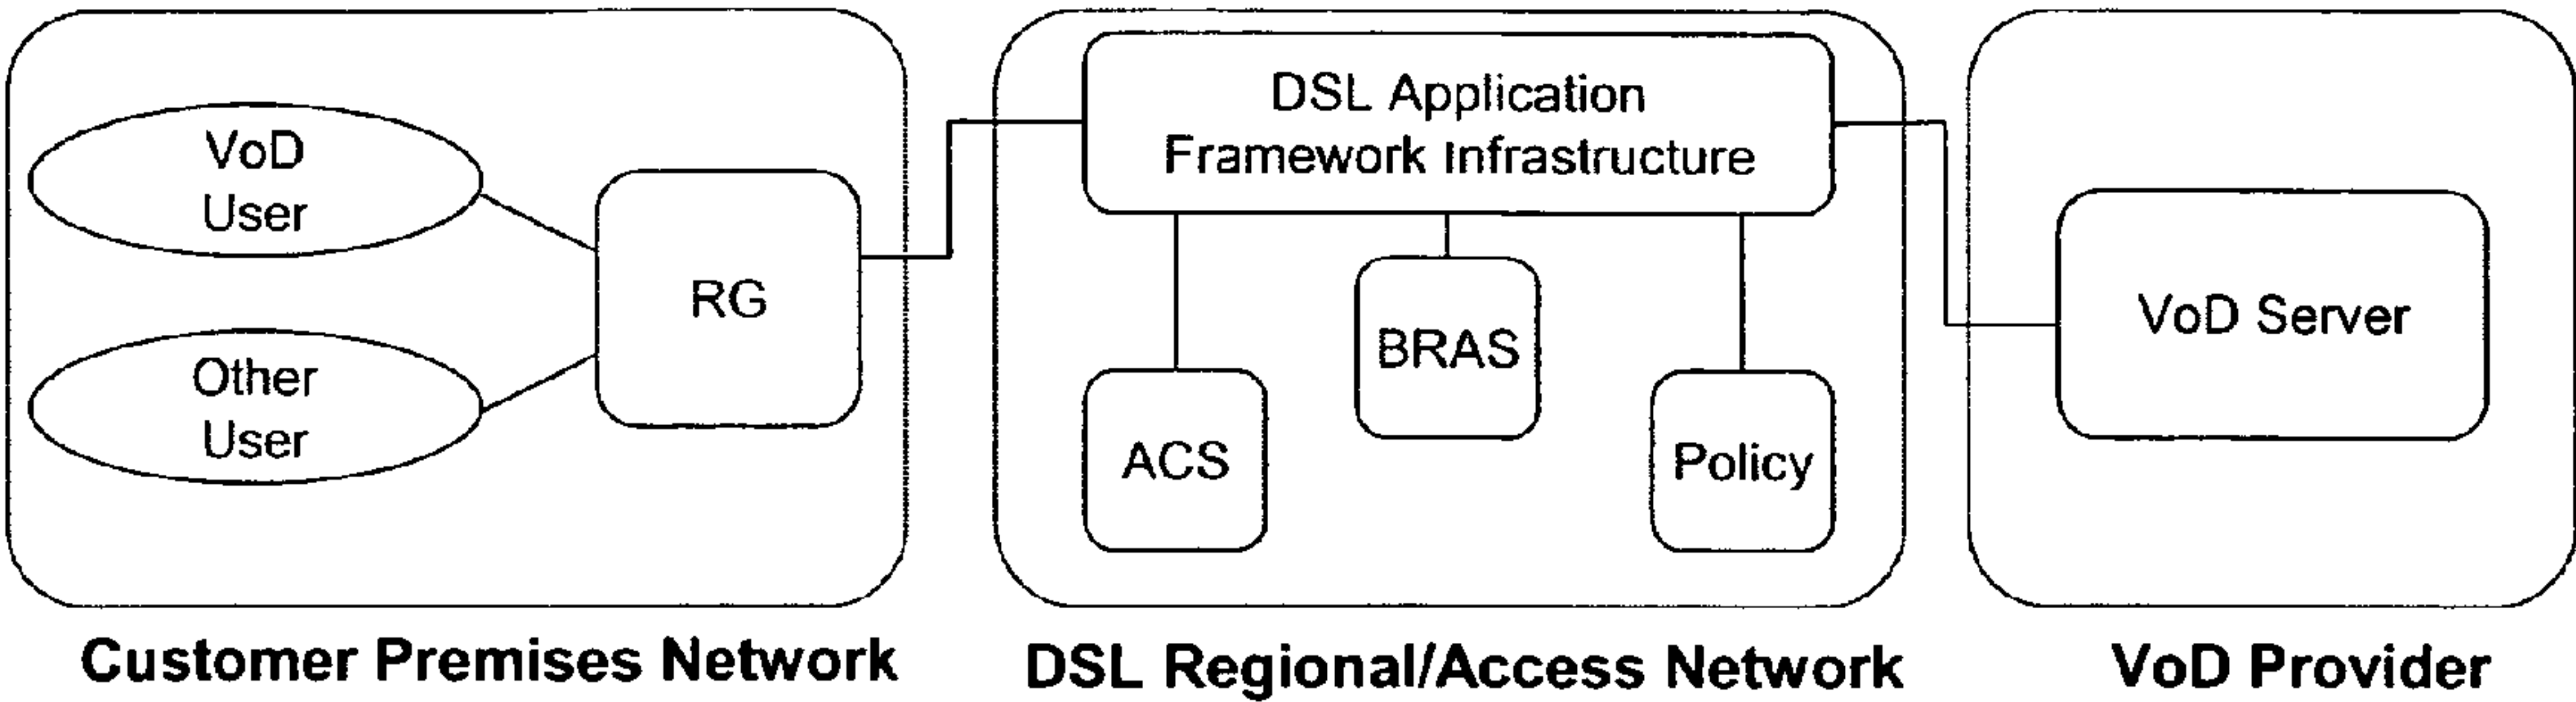 VoD
User
Other
User
RG
DSL Application
Framework Infrastructure
ACS
BRAS
Policy
VoD Server
Customer Premises Network
DSL Regional/Access Network
VoD Provider